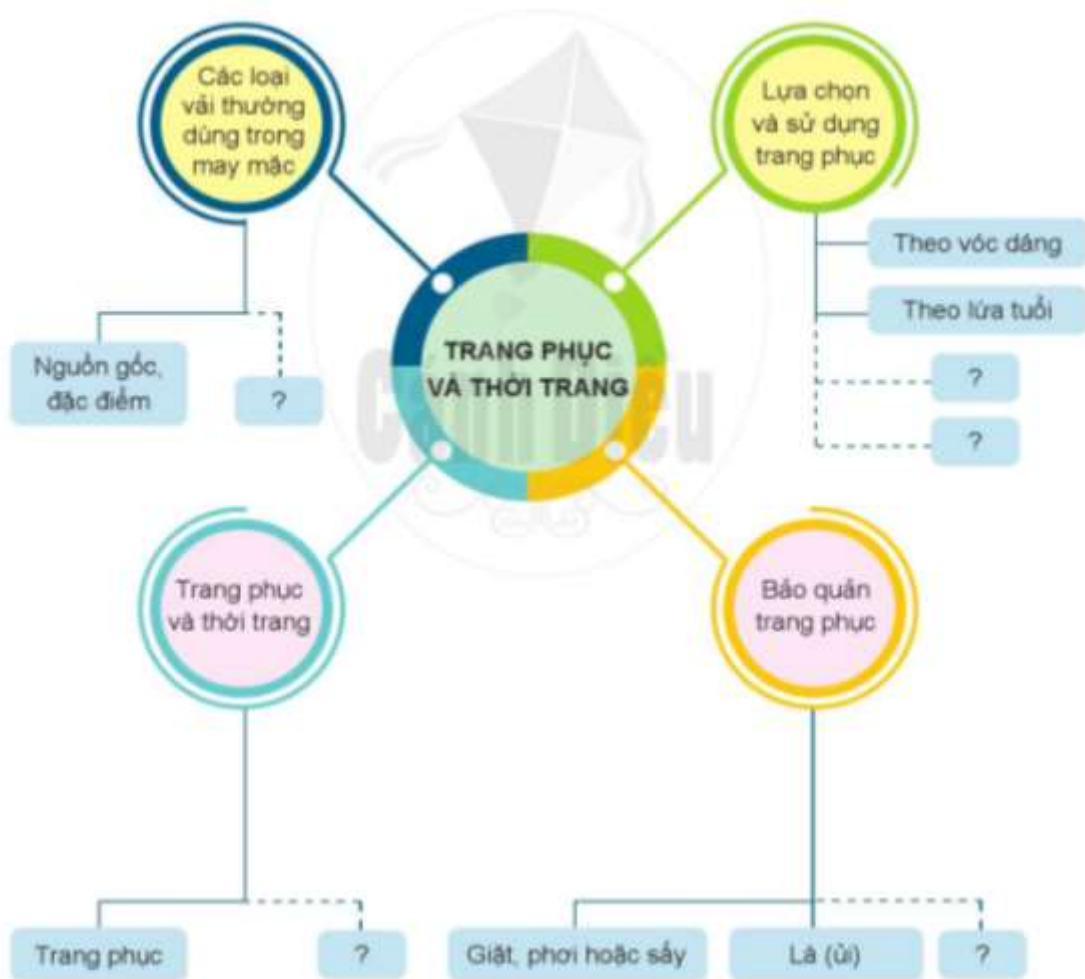 Các loại
vải thường
dùng trong
may mặc
Lựa chọn
và sử dụng
trang phục
Theo vóc dáng
Theo lứa tuổi
?
?
Nguồn gốc,
đặc điểm
?
TRANG PHỤC
VÀ THỜI TRANG
Cánh Diều
Trang phục
và thời trang
Bảo quản
trang phục
Trang phục
?
Giặt, phơi hoặc sấy
Là (ủi)
?